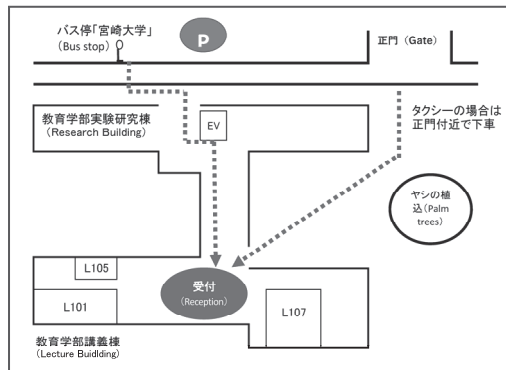 バス停「宮崎大学」
(Bus stop)
P
正門 (Gate)
教育学部実験研究棟
(Research Building)
EV
タクシーの場合は
正門付近で下車
ヤシの植
込(Palm
trees)
L105
L101
受付
(Reception)
L107
教育学部講義棟
(Lecture Buidlding)